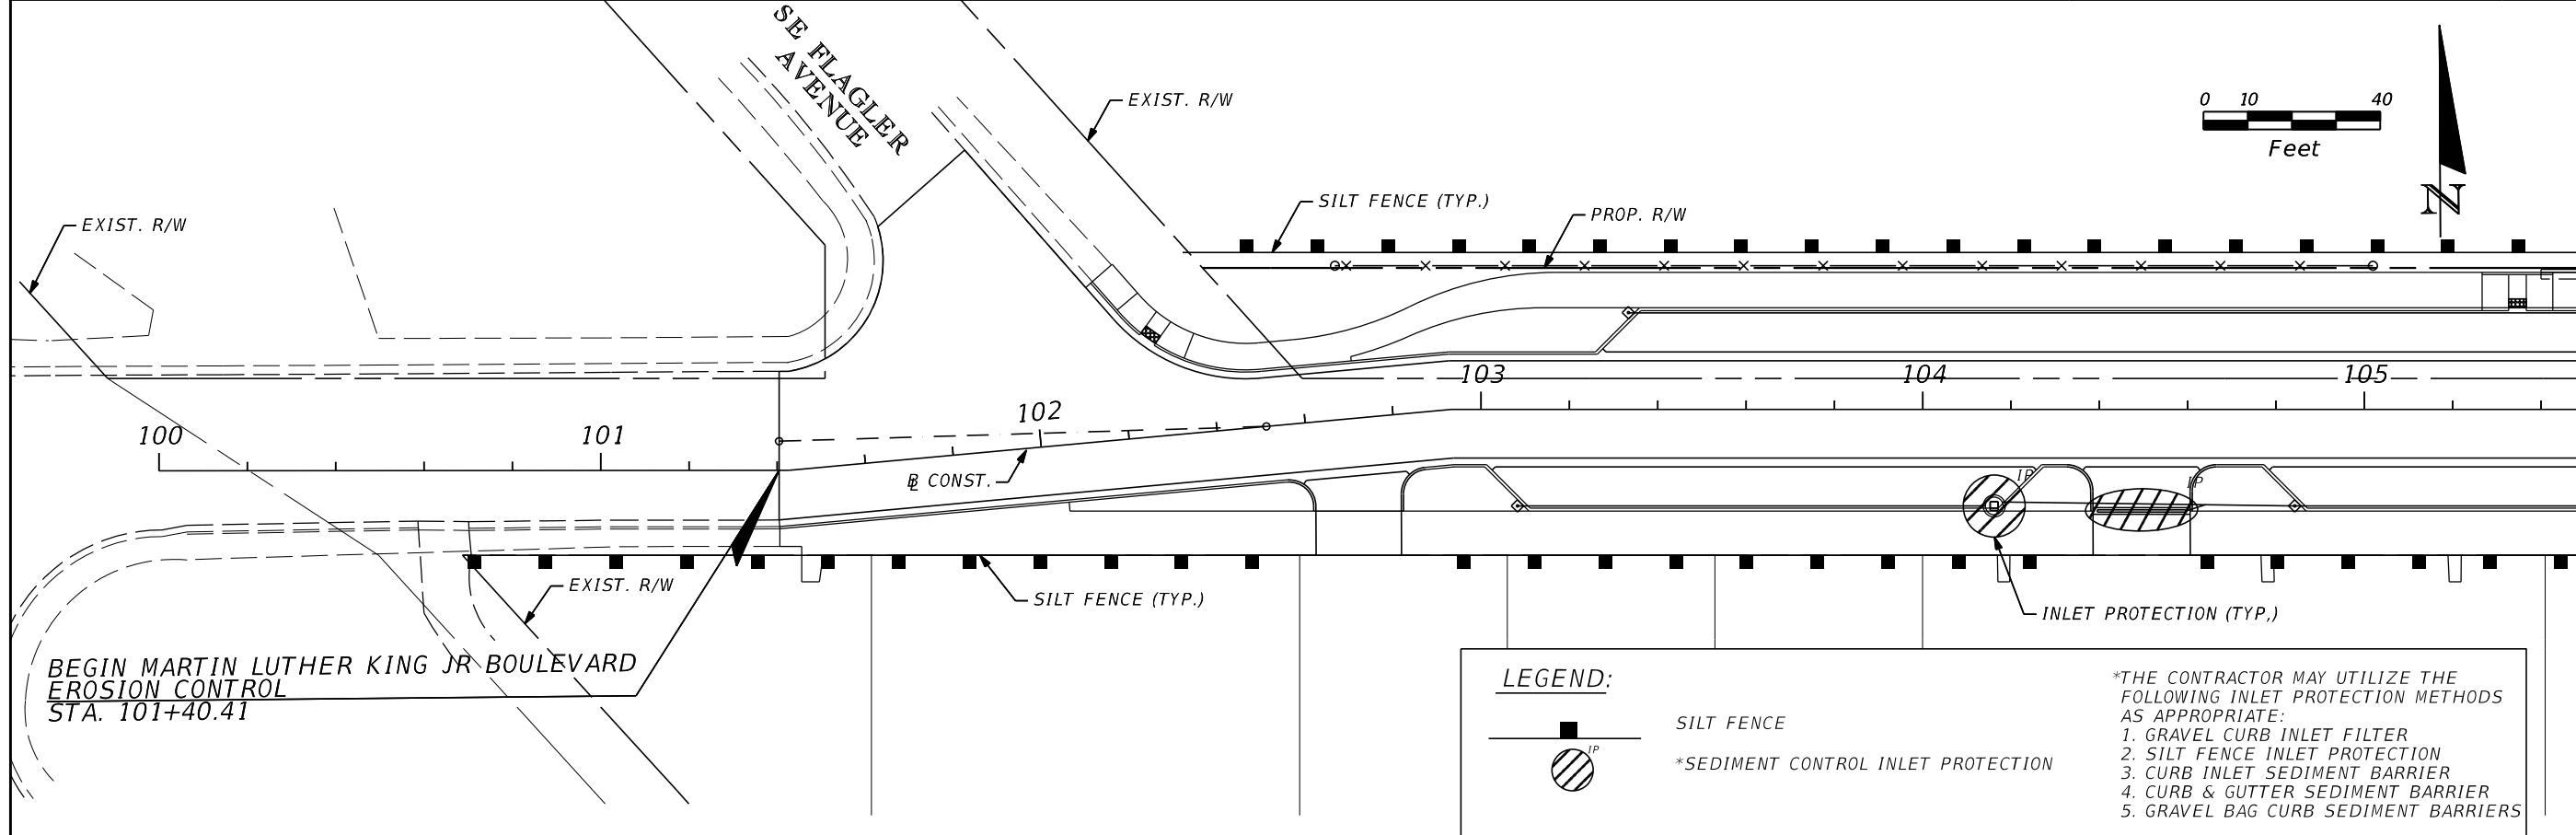 SE FLAGLER
AVENUE
EXIST. R/W
0 10 40
Feet
N
SILT FENCE (TYP.)
PROP. R/W
EXIST. R/W
100
101
102
103
104
105
B CONST.
L
IP
IP
EXIST. R/W
SILT FENCE (TYP.)
INLET PROTECTION (TYP,)
BEGIN MARTIN LUTHER KING JR BOULEVARD
EROSION CONTROL
STA. 101+40.41
LEGEND:
SILT FENCE
IP
*SEDIMENT CONTROL INLET PROTECTION
*THE CONTRACTOR MAY UTILIZE THE
FOLLOWING INLET PROTECTION METHODS
AS APPROPRIATE:
1. GRAVEL CURB INLET FILTER
2. SILT FENCE INLET PROTECTION
3. CURB INLET SEDIMENT BARRIER
4. CURB & GUTTER SEDIMENT BARRIER
5. GRAVEL BAG CURB SEDIMENT BARRIERS